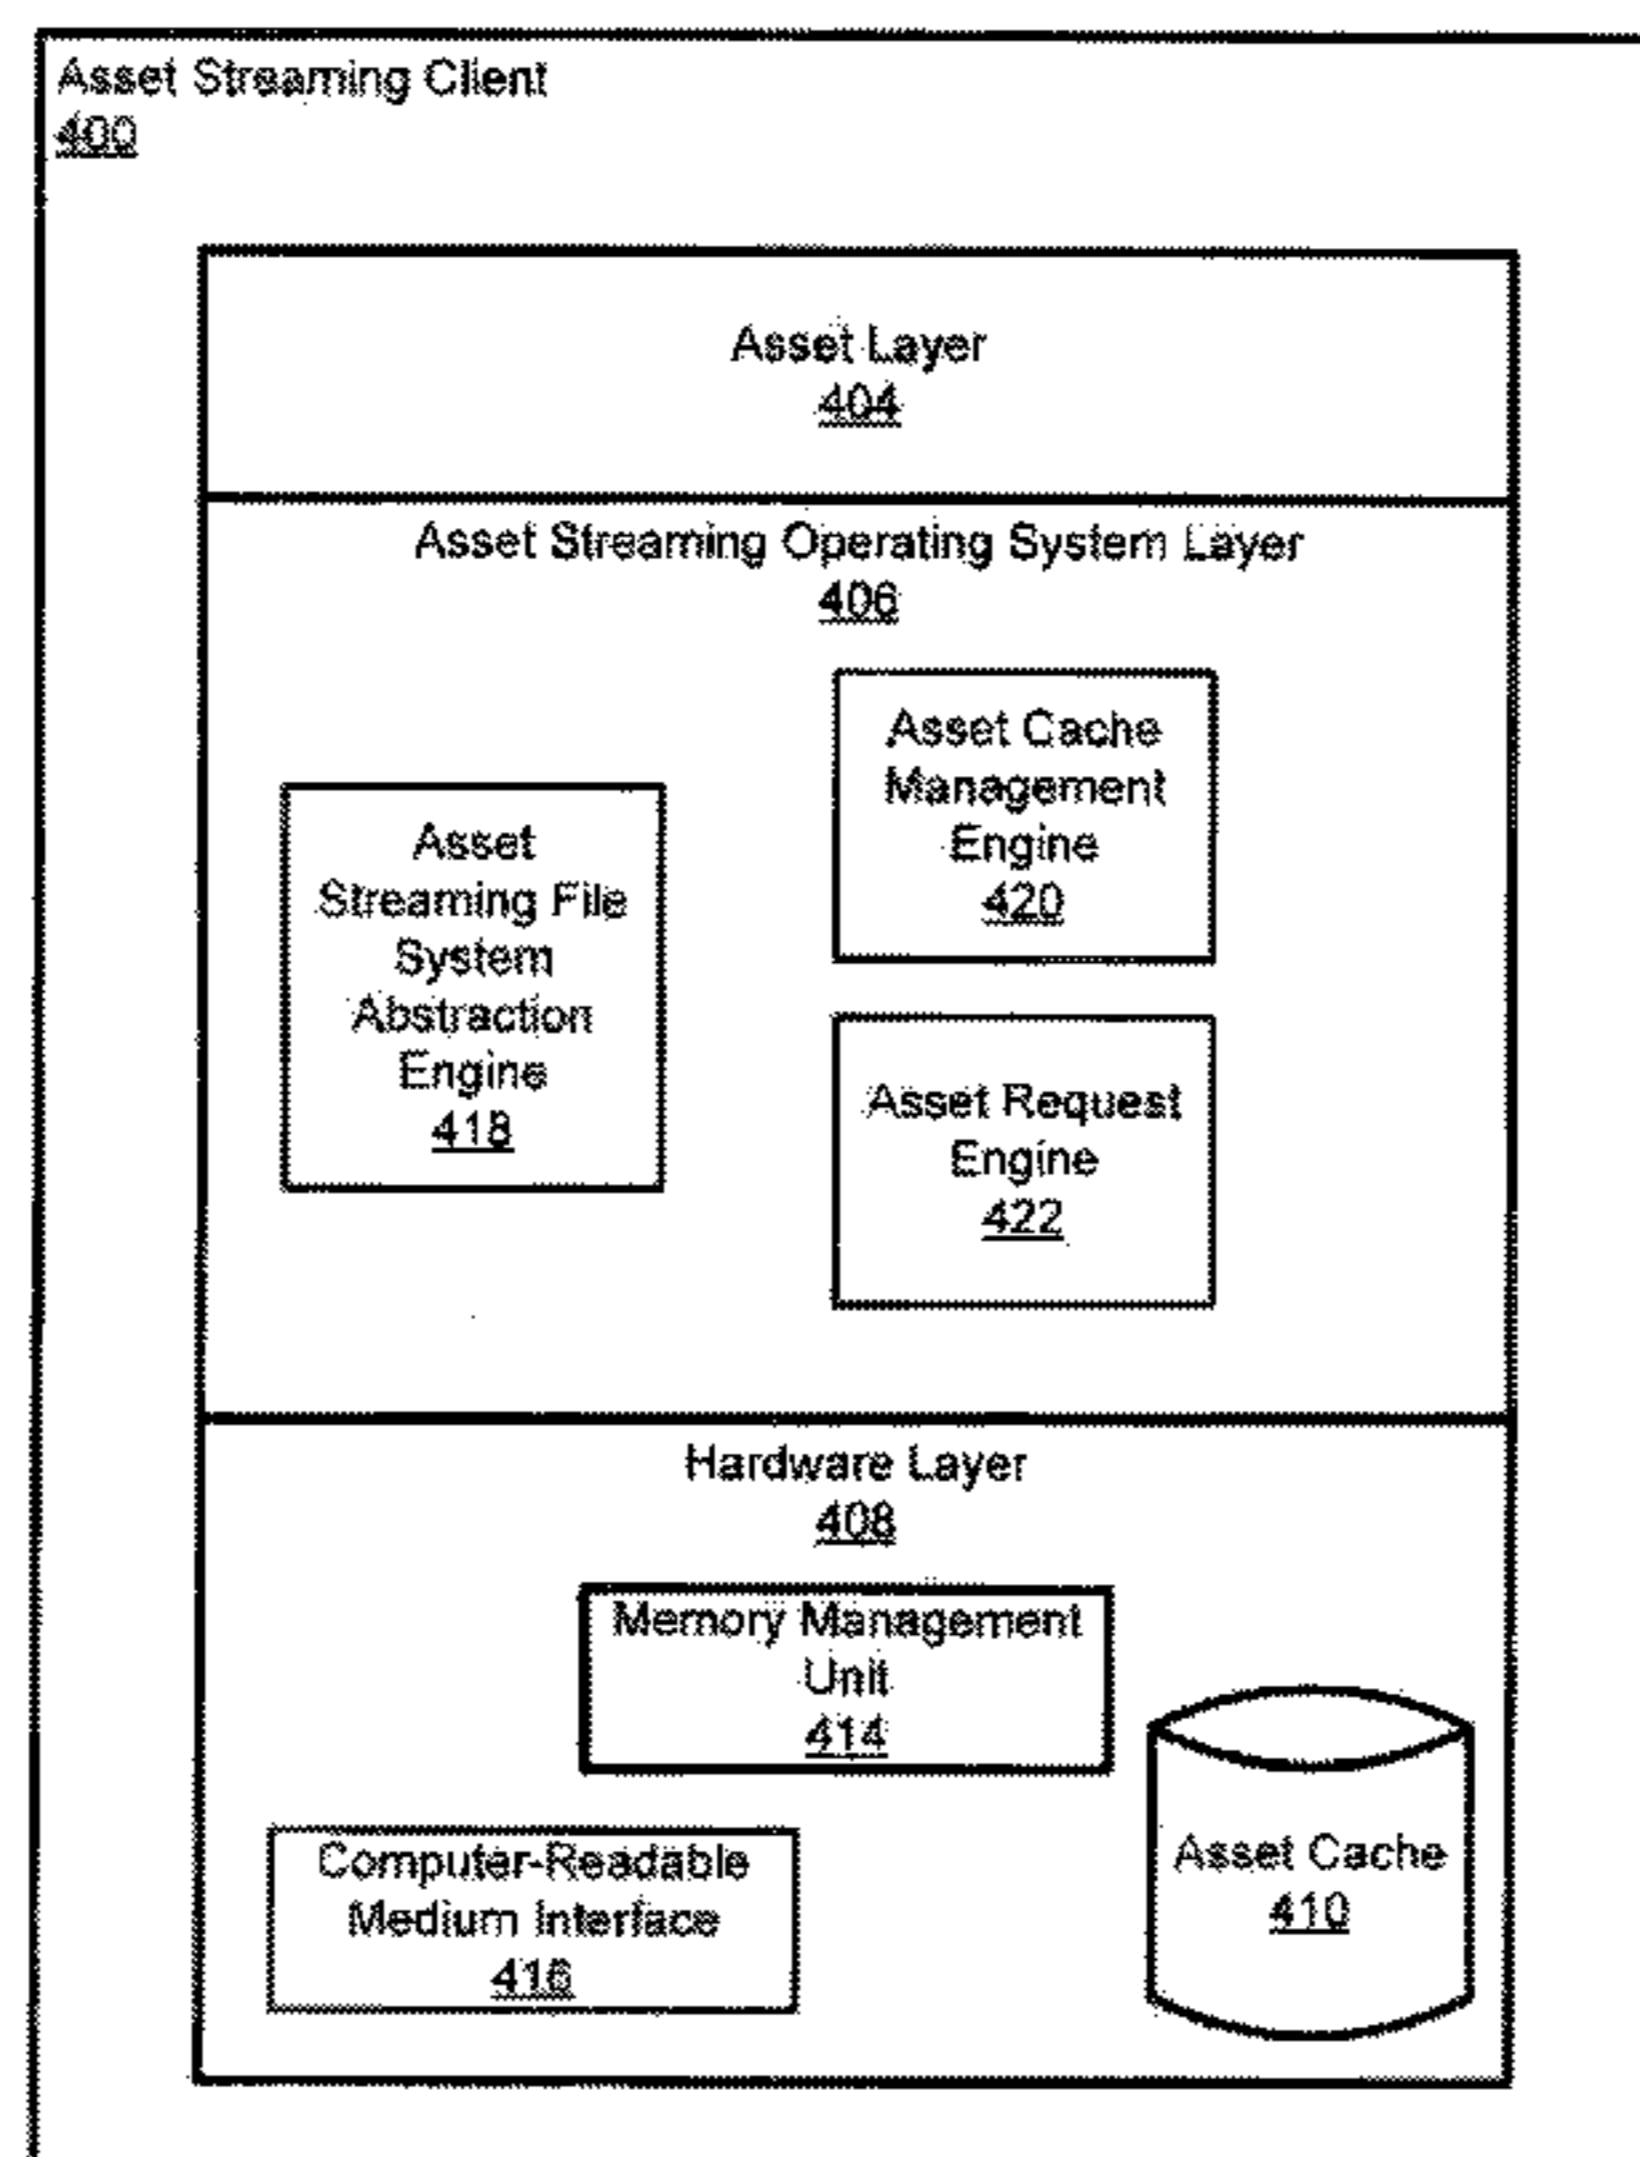 Asset Streaming Client
400
Asset Layer
404
Asset Streaming Operating System Layer
406
Asset Cache
Management
Engine
420
Asset
Streaming File
System
Abstraction
Engine
418
Asset Request
Engine
422
Hardware Layer
408
Memory Management
Unit
414
Computer-Readable
Medium Interface
416
Asset Cache
410